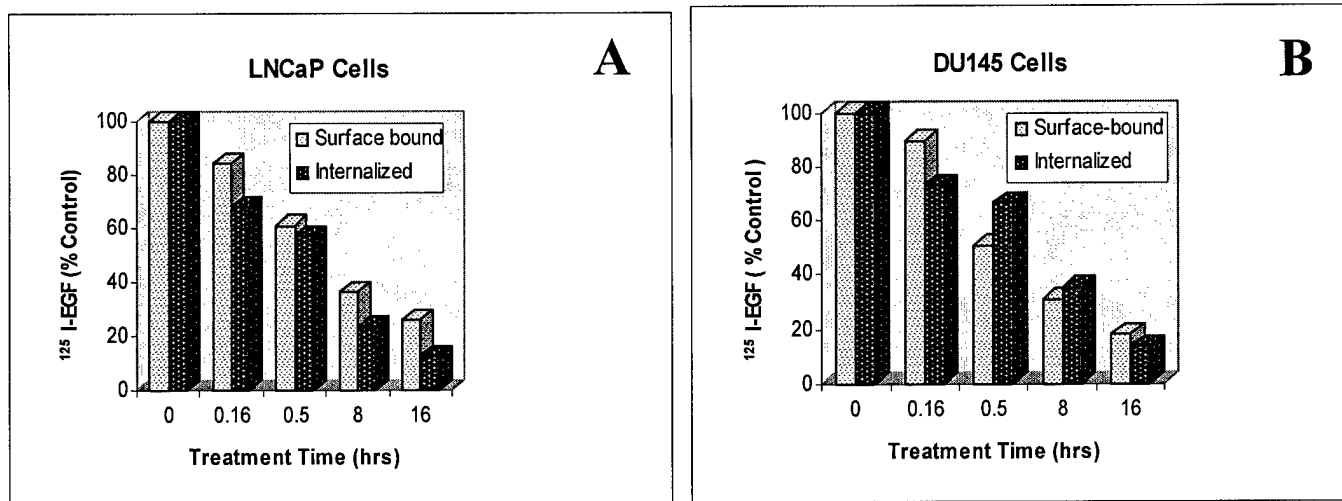 A
LNCaP Cells
Surface bound
Internalized
125 I-EGF (% Control)
100
80
60
40
20
0
0 0.16 0.5 8 16
Treatment Time (hrs)
B
DU145 Cells
Surface-bound
Internalized
125 I-EGF ( % Control)
100
80
60
40
20
0
0 0.16 0.5 8 16
Treatment Time (hrs)